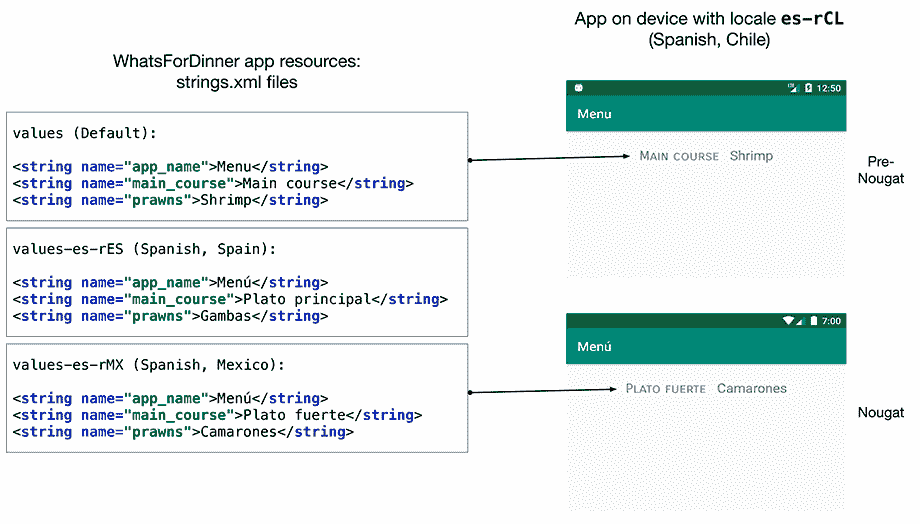 App on device with locale es-rCL
(Spanish, Chile)
WhatsForDinner app resources:
strings.xml files
values (Default):
<string name="app_name">Menu</string>
<string name="main_course">Main course</string>
<string name="prawns">Shrimp</string>
values-es-rES (Spanish, Spain):
<string name="app_name">Menú</string>
<string name="main_course">Plato principal</string>
<string name="prawns">Gambas</string>
values-es-rMX (Spanish, Mexico):
<string name="app_name">Menú</string>
<string name="main_course">Plato fuerte</string>
<string name="prawns">Camarones</string>
12:50
Menu
MAIN COURSE Shrimp
Pre-
Nougat
7:00
Menú
PLATO FUERTE Camarones
Nougat